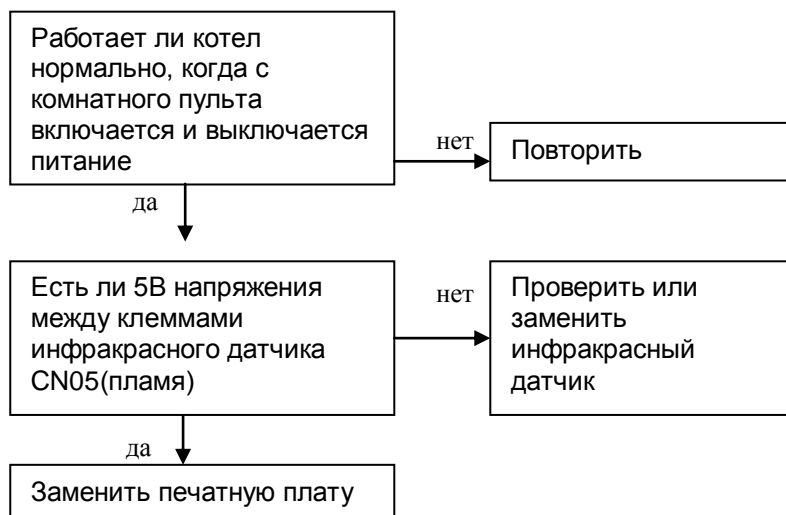 Работает ли котел
нормально, когда с
комнатного пульта
включается и выключается
питание
нет
Повторить
да
Есть ли 5В напряжения
между клеммами
инфракрасного датчика
CN05(пламя)
нет
Проверить или
заменить
инфракрасный
датчик
да
Заменить печатную плату